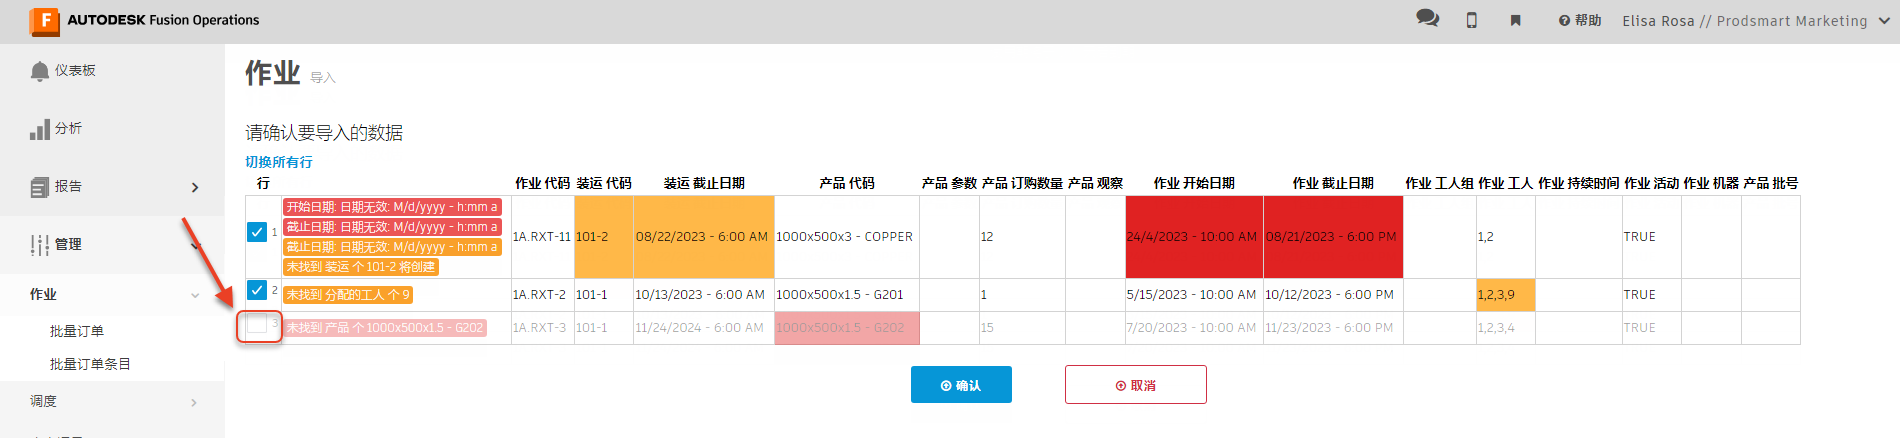 AUTODESK Fusion Operations
帮助 Elisa Rosa // Prodsmart Marketing
仪表板
分析
报告
管理
作业
批量订单
批量订单条目
调度
作业 导入
请确认要导入的数据
切换所有行
行 作业 代码 装运 代码 装运 截止日期 产品 代码 产品 参数 产品 订购数量 产品 观察 作业 开始日期 作业 截止日期 作业 工人组 作业 工人 作业 持续时间 作业 活动 作业 机器 产品 批号
开始日期: 日期无效: M/d/yyyy - h:mm a
截止日期: 日期无效: M/d/yyyy - h:mm a
1 1A.RXT-11 101-2 08/22/2023 - 6:00 AM 1000x500x3 - COPPER 12 24/4/2023 - 10:00 AM 08/21/2023 - 6:00 PM 1,2 TRUE
截止日期: 日期无效: M/d/yyyy - h:mm a
未找到 装运 个 101-2 将创建
2 未找到 分配的工人 个 9 1A.RXT-2 101-1 10/13/2023 - 6:00 AM 1000x500x1.5 - G201 1 5/15/2023 - 10:00 AM 10/12/2023 - 6:00 PM 1,2,3,9 TRUE
3 未找到 产品 个 1000x500x1.5 - G202 1A.RXT-3 101-1 11/24/2024 - 6:00 AM 1000x500x1.5 - G202 15 7/20/2023 - 10:00 AM 11/23/2023 - 6:00 PM 1,2,3,4 TRUE
确认 取消